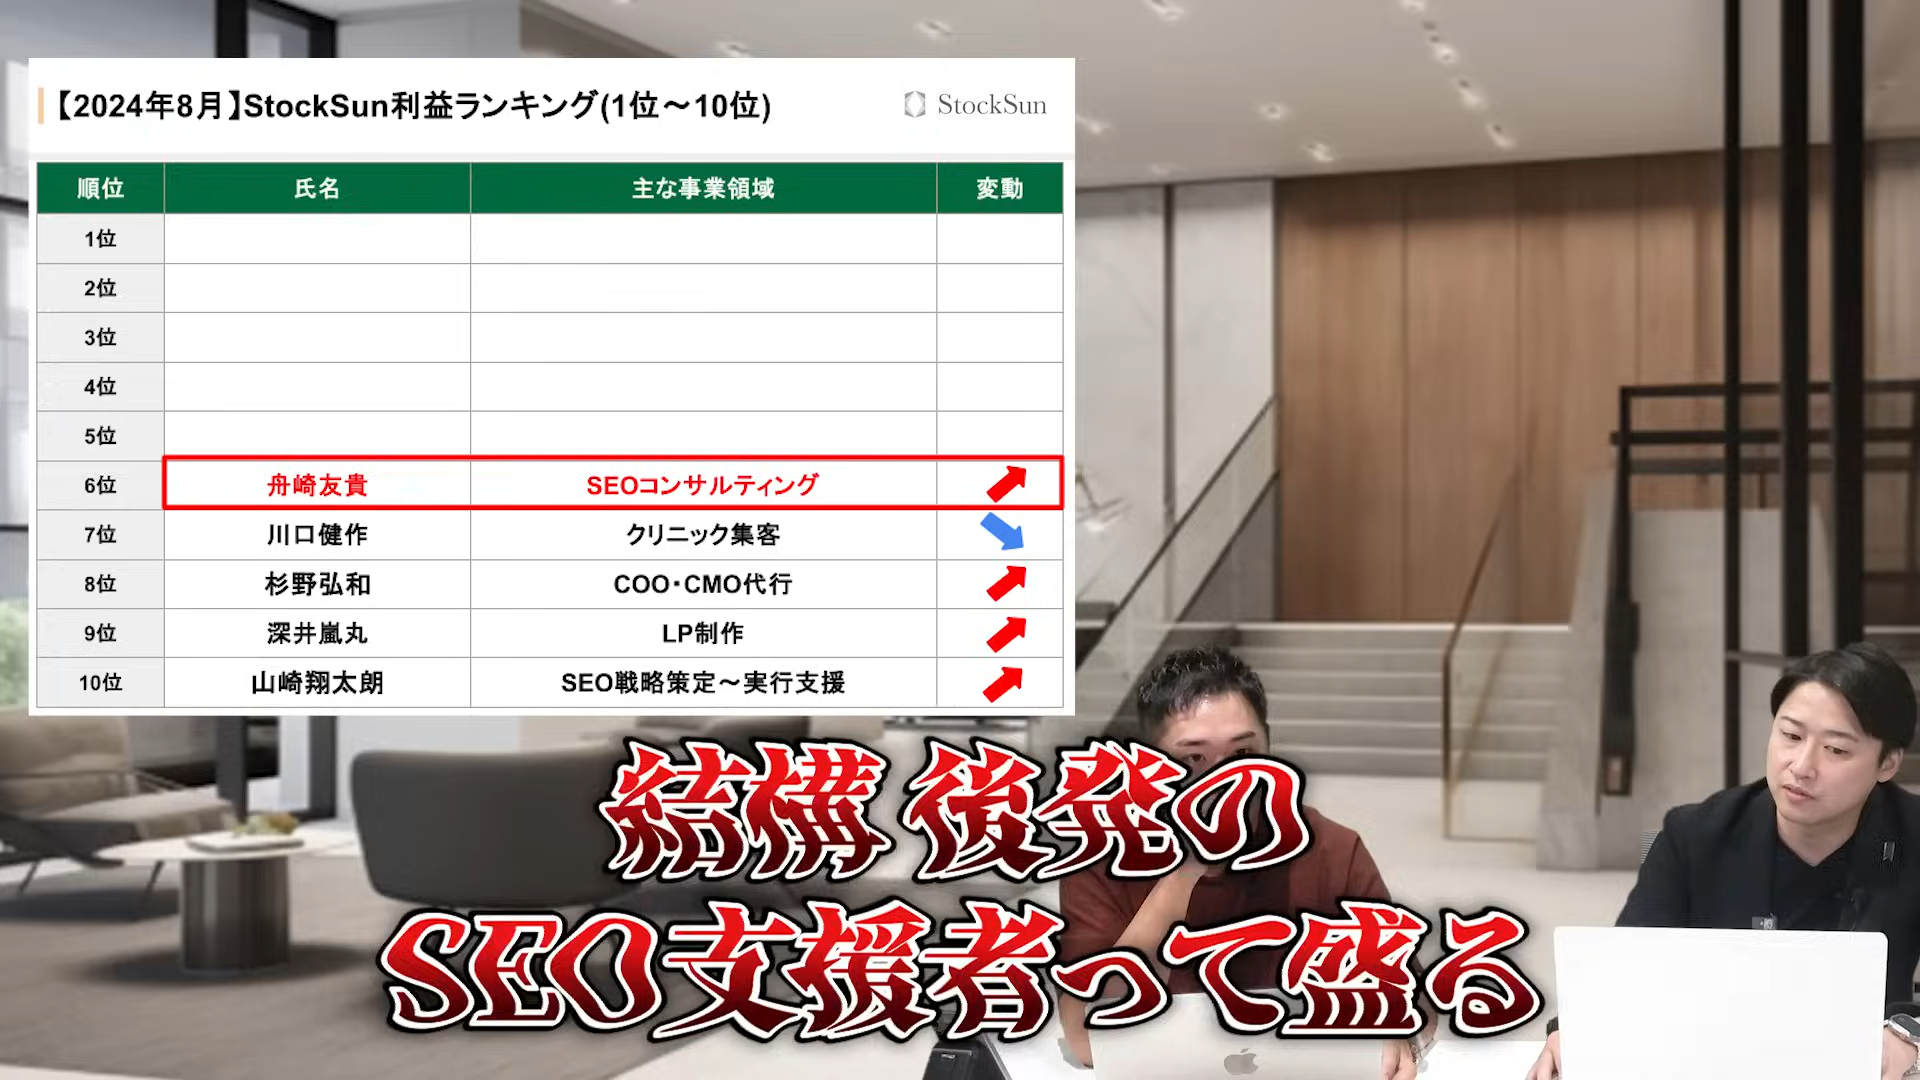 【2024年8月】StockSun利益ランキング(1位～10位)
StockSun
順位 氏名 主な事業領域 変動
1位
2位
3位
4位
5位
6位 舟崎友貴 SEOコンサルティング
7位 川口健作 クリニック集客
8位 杉野弘和 COO・CMO代行
9位 深井嵐丸 LP制作
10位 山崎翔太朗 SEO戦略策定～実行支援
結構 後発の
SEO支援者って盛る